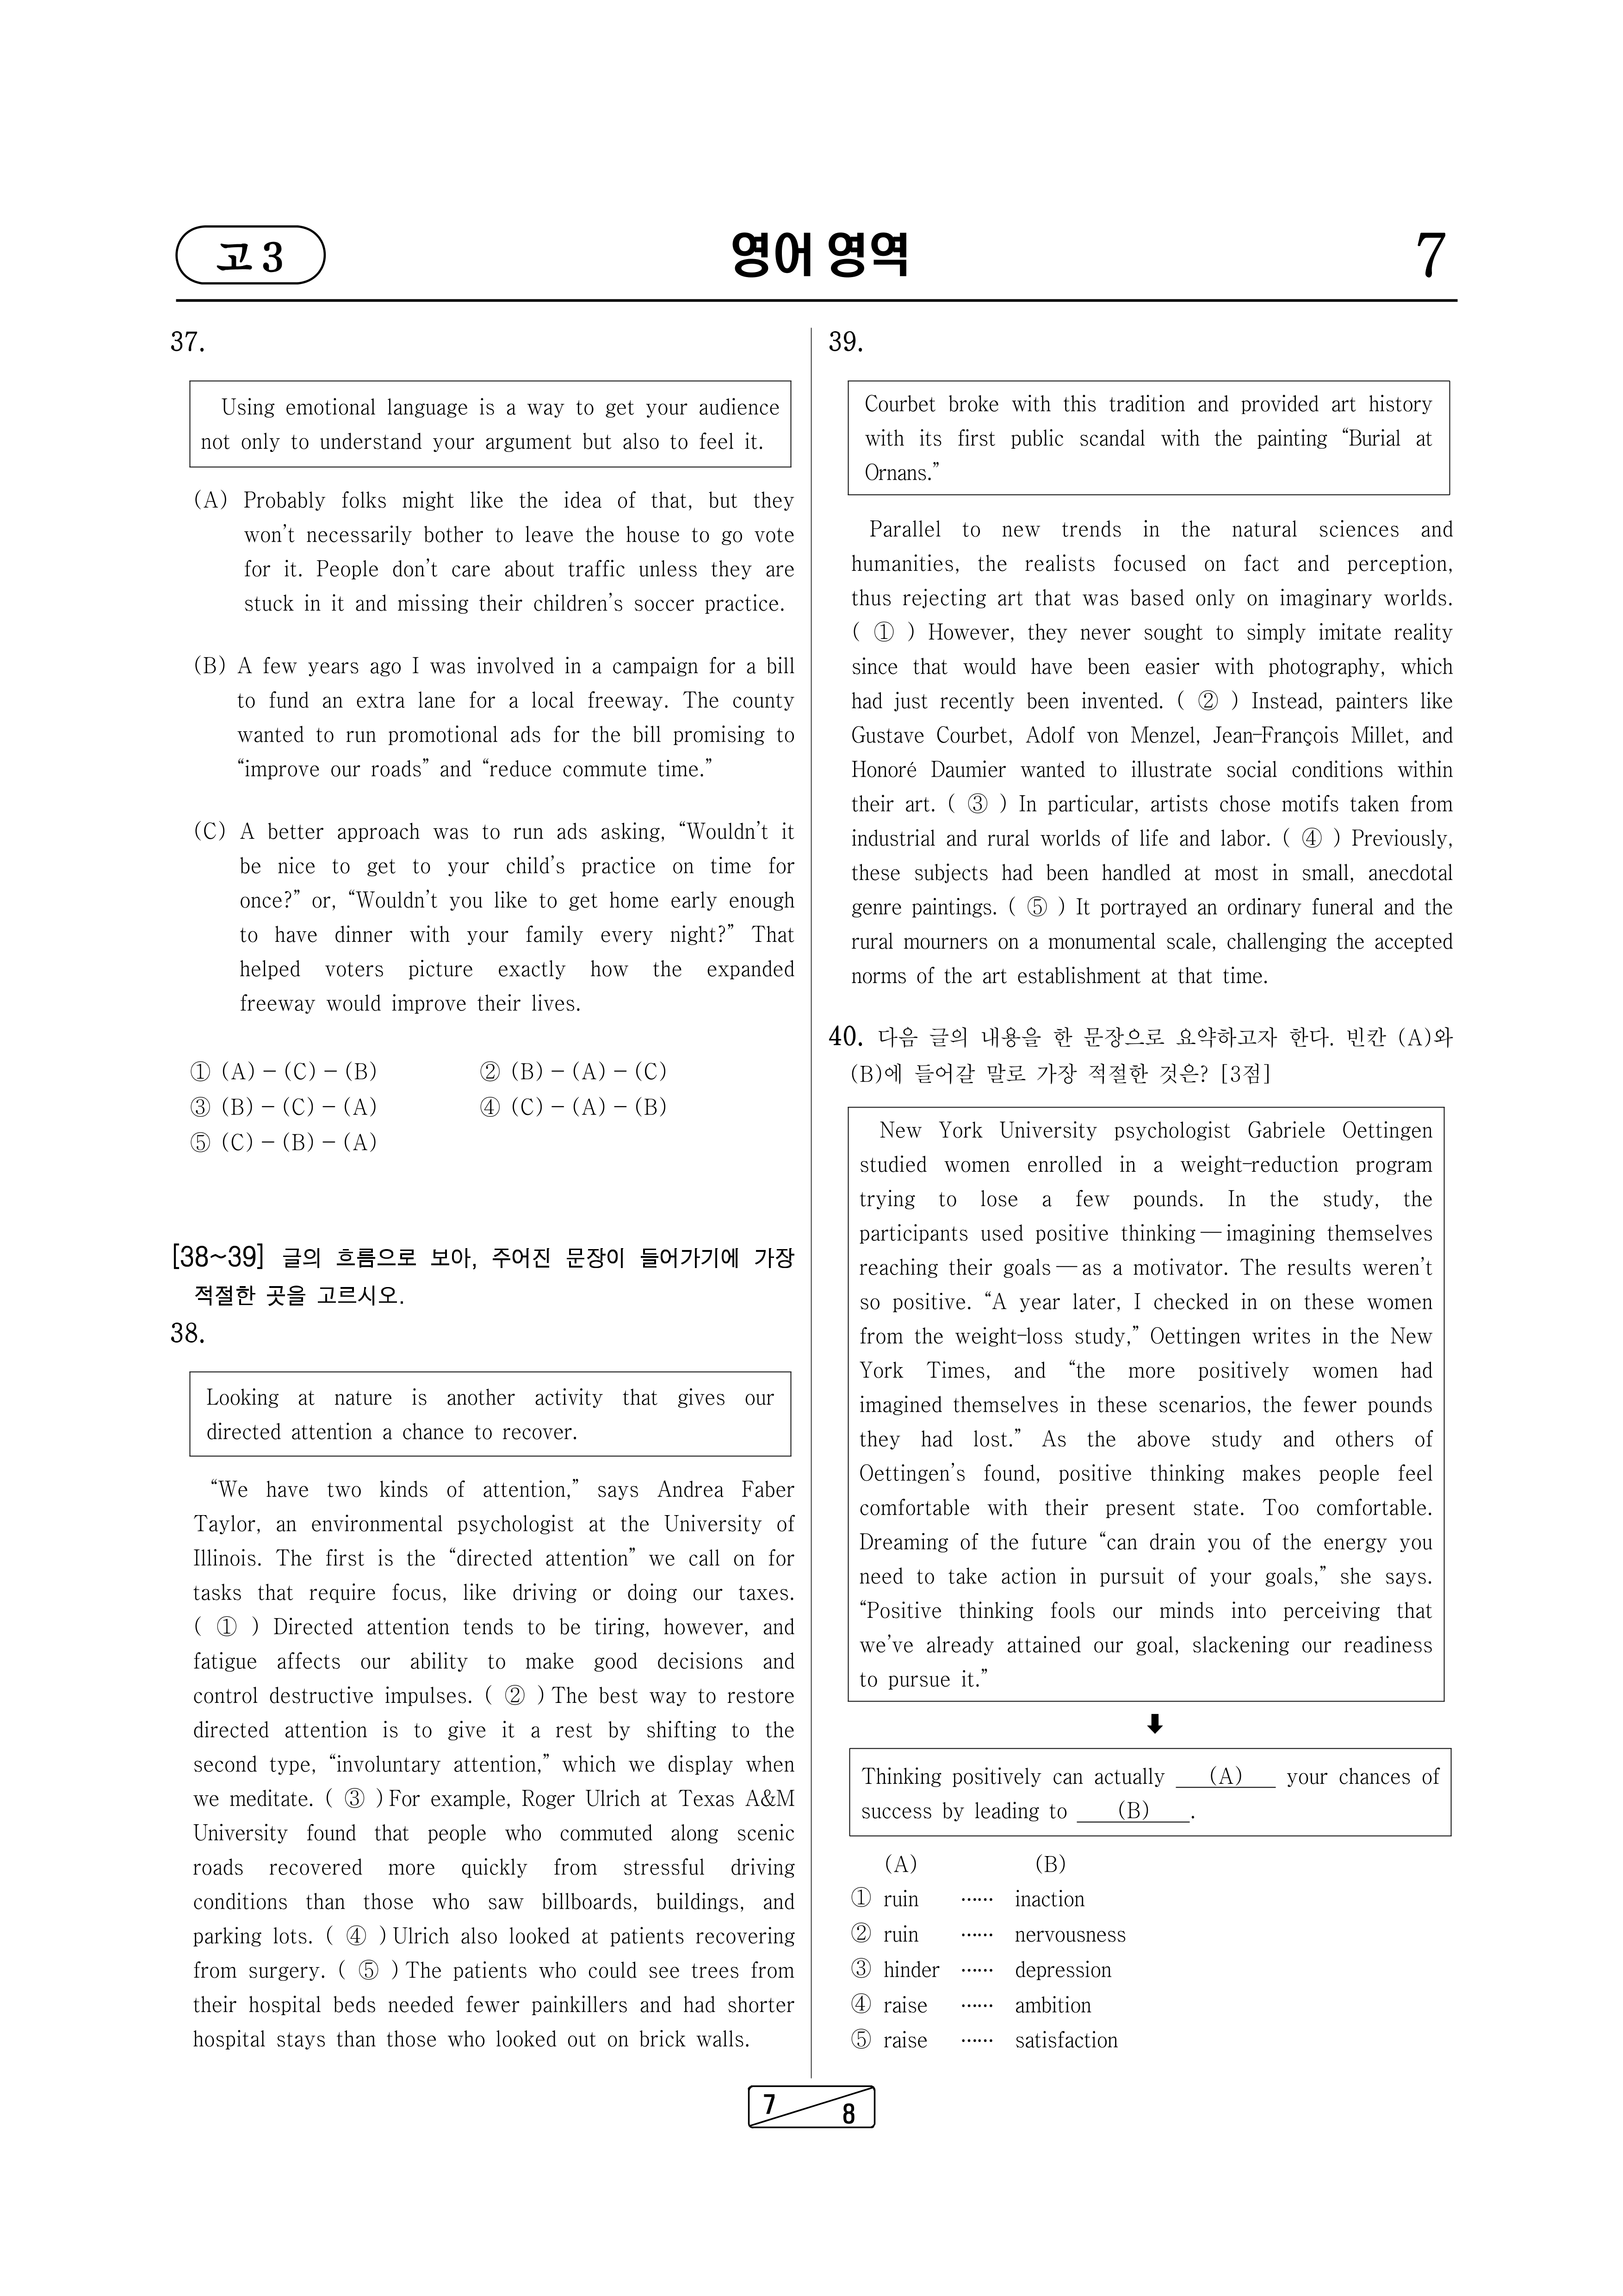 고 3
영어 영역
7
37.
Using emotional language is a way to get your audience
not only to understand your argument but also to feel it.
(A) Probably folks might like the idea of that, but they
won't necessarily bother to leave the house to go vote
for it. People don't care about traffic unless they are
stuck in it and missing their children's soccer practice.
(B) A few years ago I was involved in a campaign for a bill
to fund an extra lane for a local freeway. The county
wanted to run promotional ads for the bill promising to
“improve our roads” and “reduce commute time.”
(C) A better approach was to run ads asking, “Wouldn't it
be nice to get to your child's practice on time for
once?” or, “Wouldn't you like to get home early enough
to have dinner with your family every night?” That
helped voters picture exactly how the expanded
freeway would improve their lives.
① (A) − (C) − (B) ② (B) − (A) − (C)
③ (B) − (C) − (A) ④ (C) − (A) − (B)
⑤ (C) − (B) − (A)
[38~39] 글의 흐름으로 보아, 주어진 문장이 들어가기에 가장
적절한 곳을 고르시오.
38.
Looking at nature is another activity that gives our
directed attention a chance to recover.
“We have two kinds of attention,” says Andrea Faber
Taylor, an environmental psychologist at the University of
Illinois. The first is the “directed attention” we call on for
tasks that require focus, like driving or doing our taxes.
( ① ) Directed attention tends to be tiring, however, and
fatigue affects our ability to make good decisions and
control destructive impulses. ( ② ) The best way to restore
directed attention is to give it a rest by shifting to the
second type, “involuntary attention,” which we display when
we meditate. ( ③ ) For example, Roger Ulrich at Texas A&M
University found that people who commuted along scenic
roads recovered more quickly from stressful driving
conditions than those who saw billboards, buildings, and
parking lots. ( ④ ) Ulrich also looked at patients recovering
from surgery. ( ⑤ ) The patients who could see trees from
their hospital beds needed fewer painkillers and had shorter
hospital stays than those who looked out on brick walls.
39.
Courbet broke with this tradition and provided art history
with its first public scandal with the painting “Burial at
Ornans.”
Parallel to new trends in the natural sciences and
humanities, the realists focused on fact and perception,
thus rejecting art that was based only on imaginary worlds.
( ① ) However, they never sought to simply imitate reality
since that would have been easier with photography, which
had just recently been invented. ( ② ) Instead, painters like
Gustave Courbet, Adolf von Menzel, Jean-François Millet, and
Honoré Daumier wanted to illustrate social conditions within
their art. ( ③ ) In particular, artists chose motifs taken from
industrial and rural worlds of life and labor. ( ④ ) Previously,
these subjects had been handled at most in small, anecdotal
genre paintings. ( ⑤ ) It portrayed an ordinary funeral and the
rural mourners on a monumental scale, challenging the accepted
norms of the art establishment at that time.
40. 다음 글의 내용을 한 문장으로 요약하고자 한다. 빈칸 (A)와
(B)에 들어갈 말로 가장 적절한 것은? [3점]
New York University psychologist Gabriele Oettingen
studied women enrolled in a weight-reduction program
trying to lose a few pounds. In the study, the
participants used positive thinking — imagining themselves
reaching their goals — as a motivator. The results weren't
so positive. “A year later, I checked in on these women
from the weight-loss study,” Oettingen writes in the New
York Times, and “the more positively women had
imagined themselves in these scenarios, the fewer pounds
they had lost.” As the above study and others of
Oettingen's found, positive thinking makes people feel
comfortable with their present state. Too comfortable.
Dreaming of the future “can drain you of the energy you
need to take action in pursuit of your goals,” she says.
“Positive thinking fools our minds into perceiving that
we've already attained our goal, slackening our readiness
to pursue it.”
Thinking positively can actually (A) your chances of
success by leading to (B) .
(A) (B)
① ruin …… inaction
② ruin …… nervousness
③ hinder …… depression
④ raise …… ambition
⑤ raise …… satisfaction
7
8